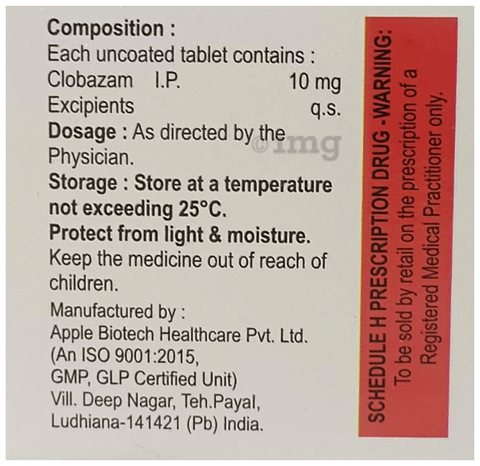 Composition :
Each uncoated tablet contains :
Clobazam I.P. 10 mg
Excipients q.s.
Dosage : As directed by the
Physician.
Storage : Store at a temperature
not exceeding 25°C.
Protect from light & moisture.
Keep the medicine out of reach of
children.
Manufactured by :
Apple Biotech Healthcare Pvt. Ltd.
(An ISO 9001:2015,
GMP, GLP Certified Unit)
Vill. Deep Nagar, Teh.Payal,
Ludhiana-141421 (Pb) India.
SCHEDULE H PRESCRIPTION DRUG -WARNING:
To be sold by retail on the prescription of a
Registered Medical Practitioner only.
©1mg